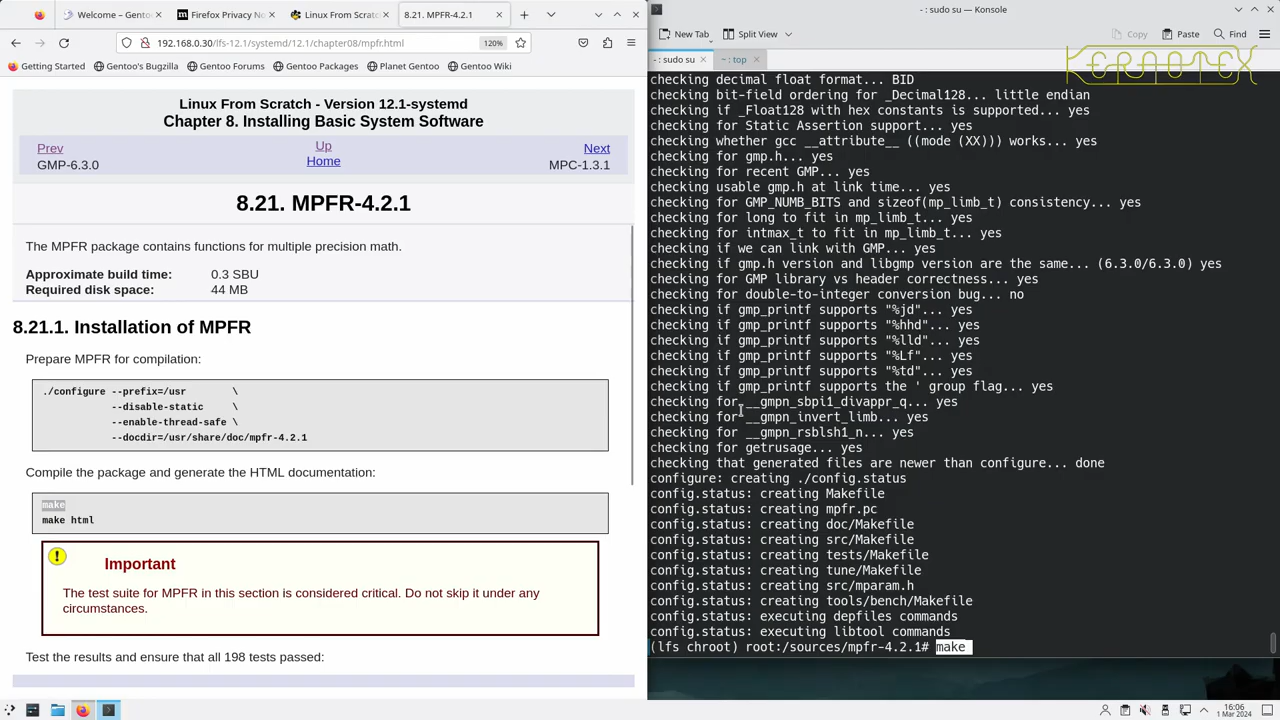 Welcome – Gento
Firefox Privacy No
Linux From Scratc
8.21. MPFR-4.2.1
192.168.0.30/lfs-12.1/systemd/12.1/chapter08/mpfr.html
120%
Getting Started
Gentoo's Bugzilla
Gentoo Forums
Gentoo Packages
Planet Gentoo
Gentoo Wiki
Linux From Scratch - Version 12.1-systemd
Chapter 8. Installing Basic System Software
Prev
Up
Next
GMP-6.3.0
Home
MPC-1.3.1
8.21. MPFR-4.2.1
The MPFR package contains functions for multiple precision math.
Approximate build time: 0.3 SBU
Required disk space: 44 MB
8.21.1. Installation of MPFR
Prepare MPFR for compilation:
./configure --prefix=/usr \
--disable-static \
--enable-thread-safe \
--docdir=/usr/share/doc/mpfr-4.2.1
Compile the package and generate the HTML documentation:
make
make html
Important
The test suite for MPFR in this section is considered critical. Do not skip it under any
circumstances.
Test the results and ensure that all 198 tests passed:
- : sudo su — Konsole
New Tab
Split View
Copy
Paste
Find
- : sudo su
~ : top
KERNOTEX
checking decimal float format... BID
checking bit-field ordering for _Decimal128... little endian
checking if _Float128 with hex constants is supported... yes
checking for Static Assertion support... yes
checking whether gcc __attribute__ ((mode (XX))) works... yes
checking for gmp.h... yes
checking for recent GMP... yes
checking usable gmp.h at link time... yes
checking for GMP_NUMB_BITS and sizeof(mp_limb_t) consistency... yes
checking for long to fit in mp_limb_t... yes
checking for intmax_t to fit in mp_limb_t... yes
checking if we can link with GMP... yes
checking if gmp.h version and libgmp version are the same... (6.3.0/6.3.0) yes
checking for GMP library vs header correctness... yes
checking for double-to-integer conversion bug... no
checking if gmp_printf supports "%jd"... yes
checking if gmp_printf supports "%hhd"... yes
checking if gmp_printf supports "%lld"... yes
checking if gmp_printf supports "%Lf"... yes
checking if gmp_printf supports "%td"... yes
checking if gmp_printf supports the ' group flag... yes
checking for __gmpn_sbpi1_divappr_q... yes
checking for __gmpn_invert_limb... yes
checking for __gmpn_rsblsh1_n... yes
checking for getrusage... yes
checking that generated files are newer than configure... done
configure: creating ./config.status
config.status: creating Makefile
config.status: creating mpfr.pc
config.status: creating doc/Makefile
config.status: creating src/Makefile
config.status: creating tests/Makefile
config.status: creating tune/Makefile
config.status: creating src/mparam.h
config.status: creating tools/bench/Makefile
config.status: executing depfiles commands
config.status: executing libtool commands
(lfs chroot) root:/sources/mpfr-4.2.1# make
16:06
1 Mar 2024